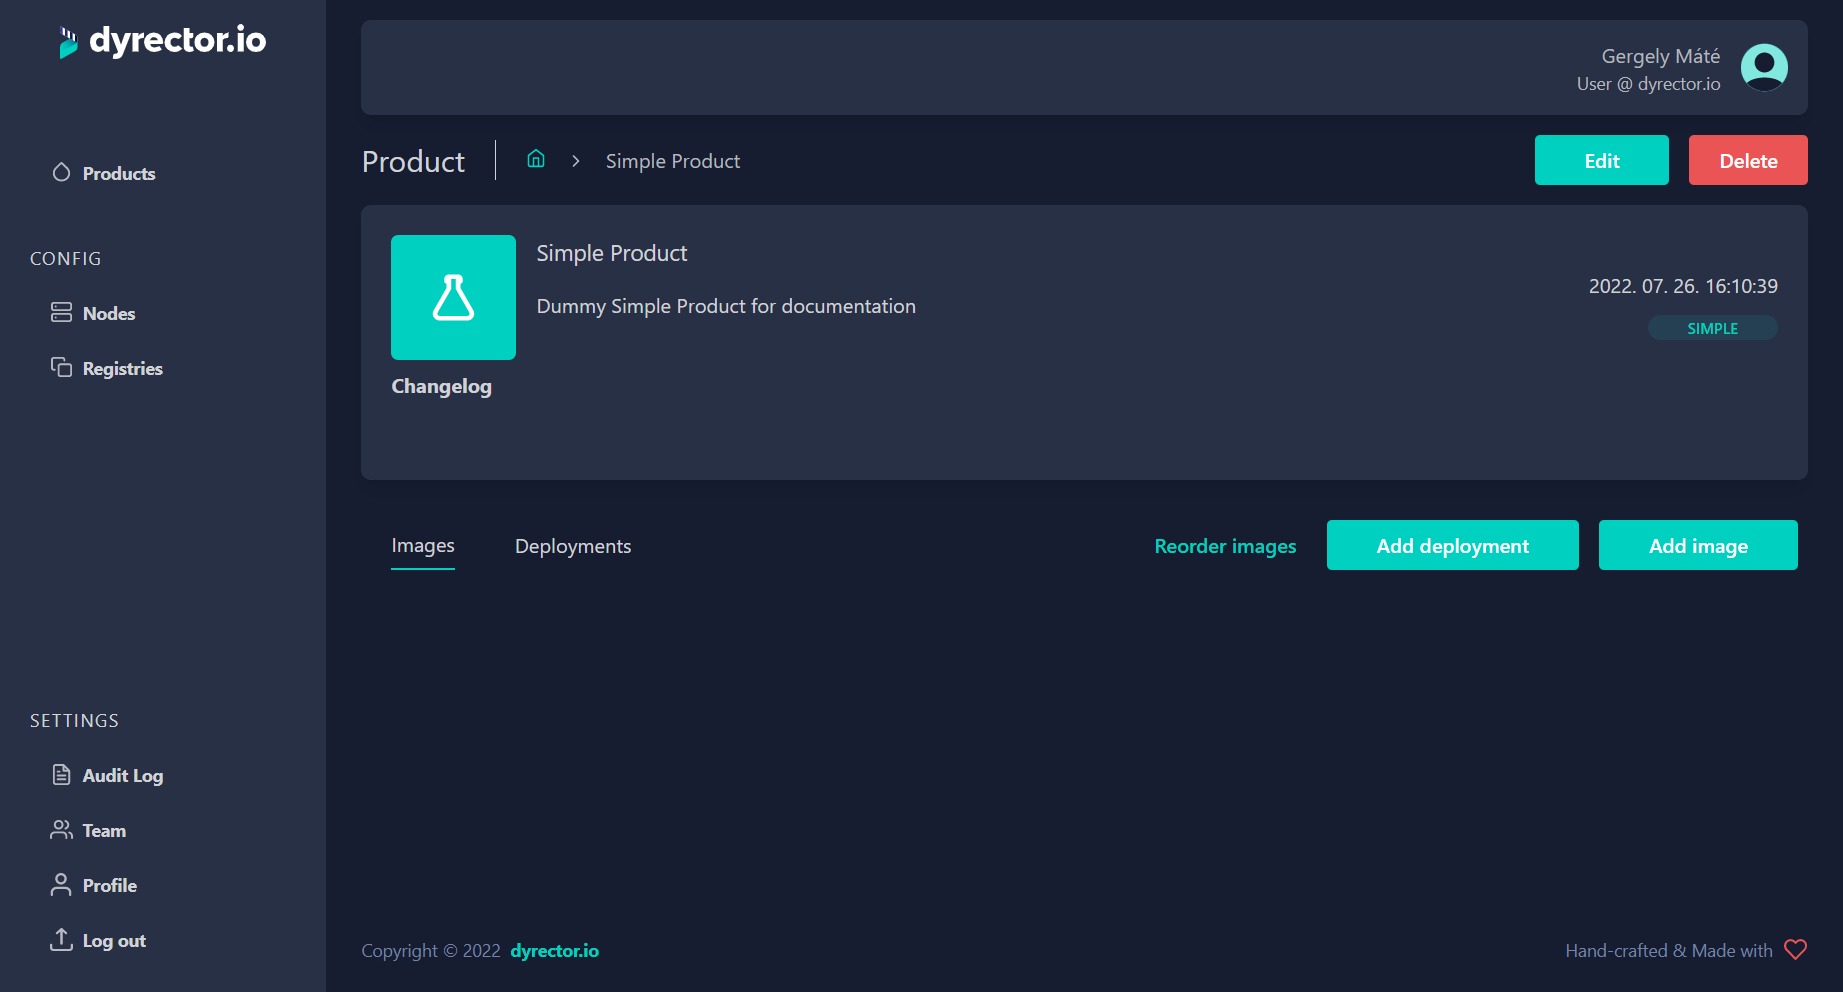 dyrector.io
Gergely Máté
User @ dyrector.io
Products
CONFIG
Nodes
Registries
SETTINGS
Audit Log
Team
Profile
Log out
Product
Simple Product
Edit
Delete
Simple Product
Dummy Simple Product for documentation
2022. 07. 26. 16:10:39
SIMPLE
Changelog
Images
Deployments
Reorder images
Add deployment
Add image
Copyright © 2022 dyrector.io
Hand-crafted & Made with